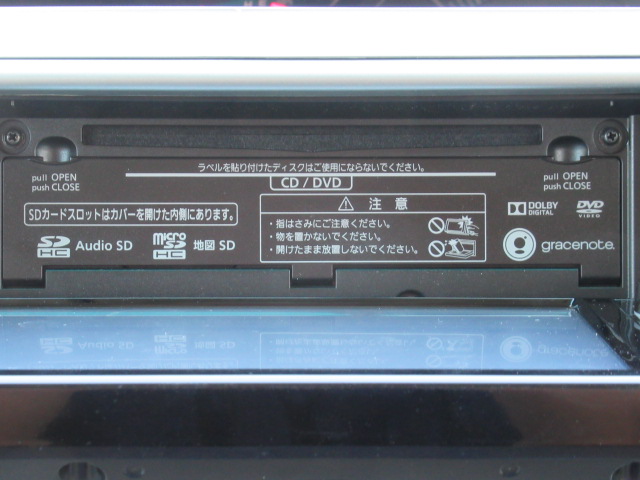 ラベルを貼り付けたディスクはご使用にならないでください。
pull OPEN
push CLOSE
CD / DVD
pull OPEN
push CLOSE
SDカードスロットはカバーを開けた内側にあります。
SD HC Audio SD
micro SD HC 地図 SD
⚠ 注 意
・指はさみにご注意ください。
・物を置かないでください。
・開けたまま放置しないでください。
DOLBY
DIGITAL
DVD
VIDEO
gracenote.